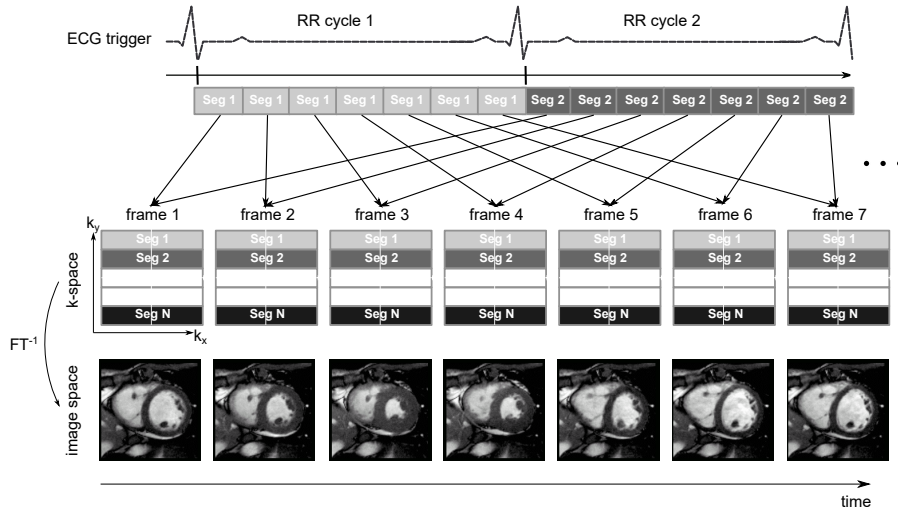 RR cycle 1 RR cycle 2
ECG trigger
Seg 1 Seg 1 Seg 1 Seg 1 Seg 1 Seg 1 Seg 1 Seg 2 Seg 2 Seg 2 Seg 2 Seg 2 Seg 2 Seg 2
. . .
frame 1 frame 2 frame 3 frame 4 frame 5 frame 6 frame 7
ky
Seg 1 Seg 1 Seg 1 Seg 1 Seg 1 Seg 1 Seg 1
Seg 2 Seg 2 Seg 2 Seg 2 Seg 2 Seg 2 Seg 2
k-space
Seg N Seg N Seg N Seg N Seg N Seg N Seg N
kx
FT-1
image space
time